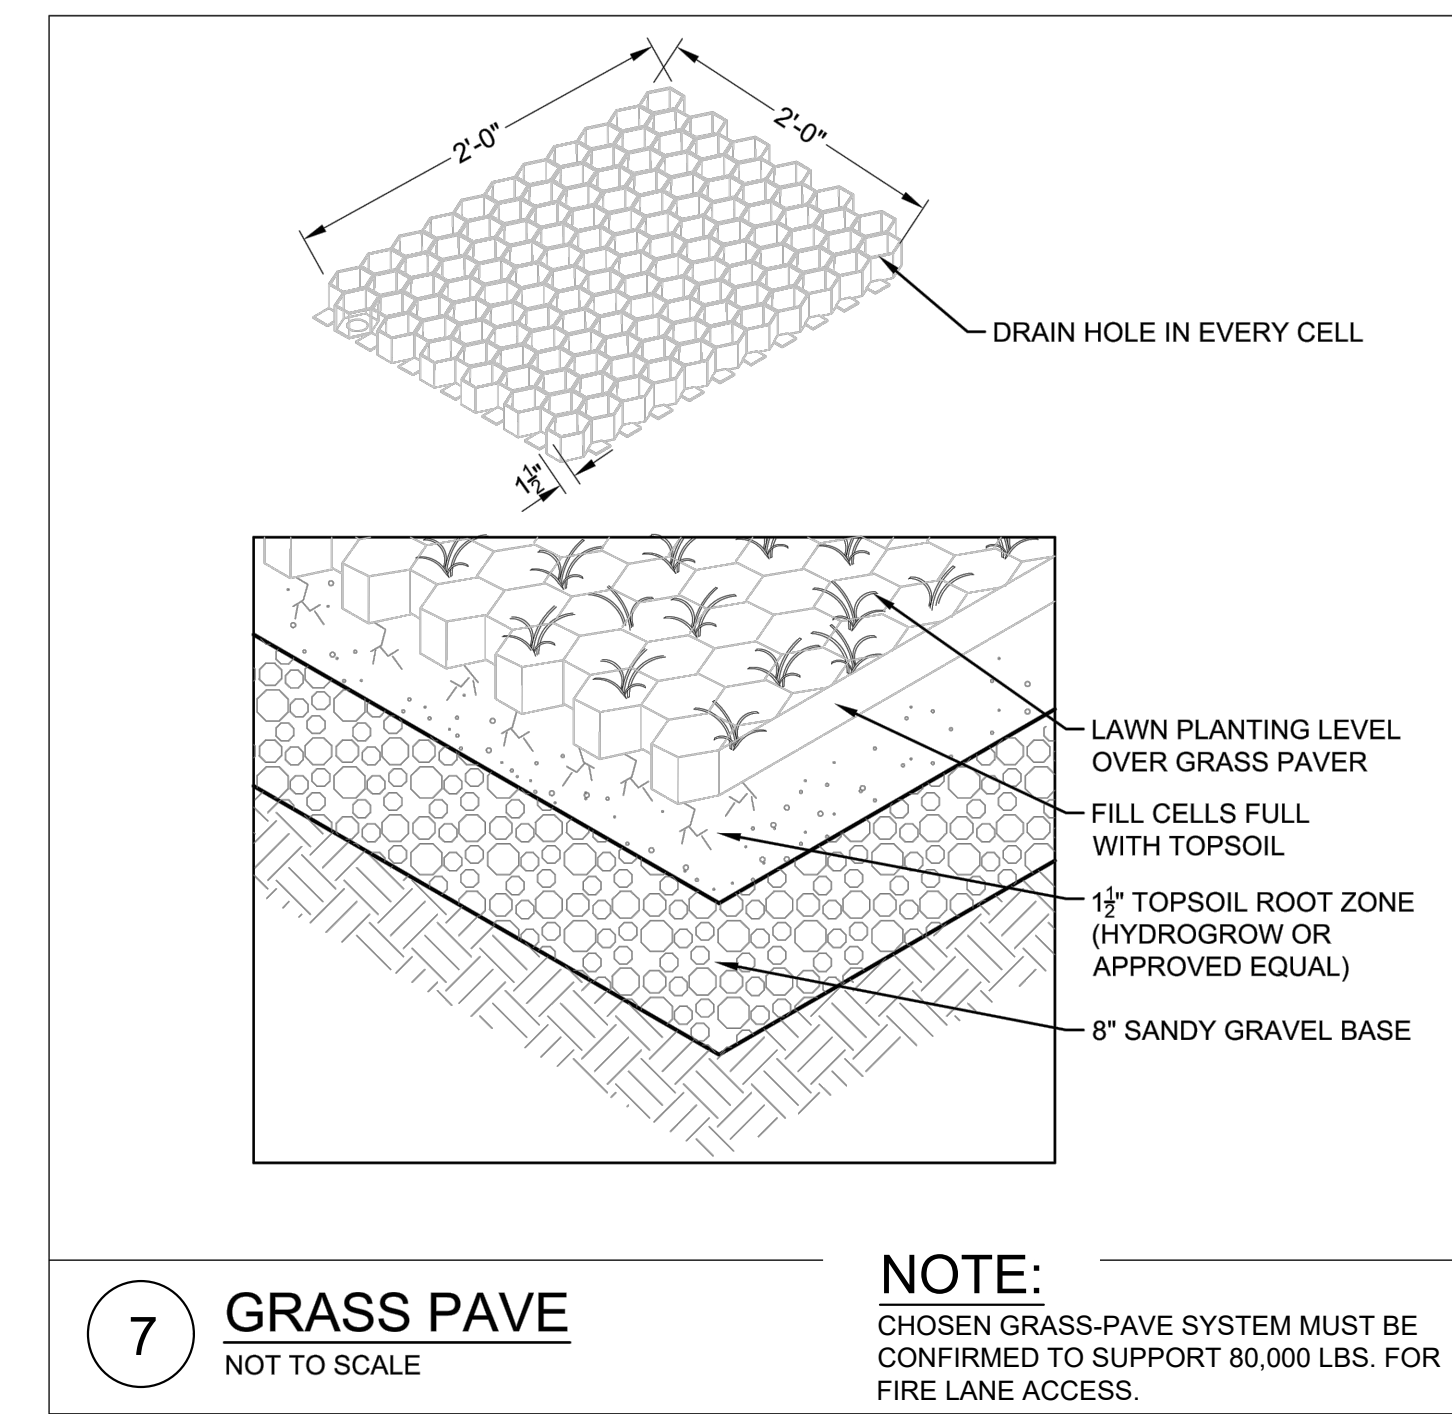 2'-0"
2'-0"
DRAIN HOLE IN EVERY CELL
1½"
LAWN PLANTING LEVEL
OVER GRASS PAVER
FILL CELLS FULL
WITH TOPSOIL
1½" TOPSOIL ROOT ZONE
(HYDROGROW OR
APPROVED EQUAL)
8" SANDY GRAVEL BASE
7
GRASS PAVE
NOT TO SCALE
NOTE:
CHOSEN GRASS-PAVE SYSTEM MUST BE
CONFIRMED TO SUPPORT 80,000 LBS. FOR
FIRE LANE ACCESS.